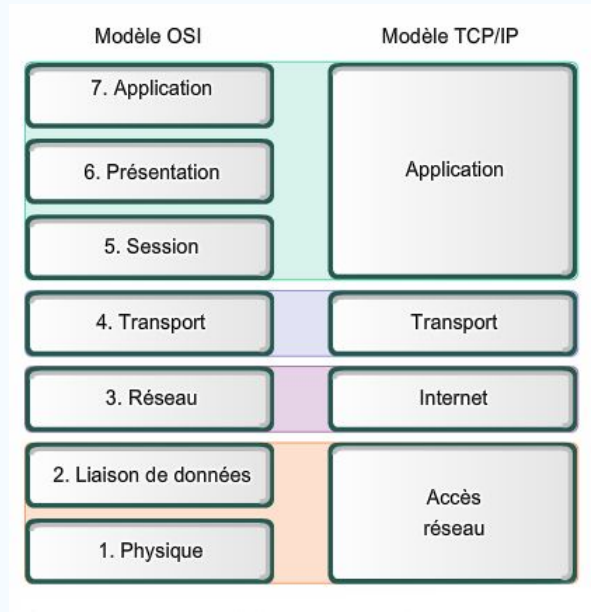 Modèle OSI
Modèle TCP/IP
7. Application
6. Présentation
5. Session
4. Transport
3. Réseau
2. Liaison de données
1. Physique
Application
Transport
Internet
Accès
réseau